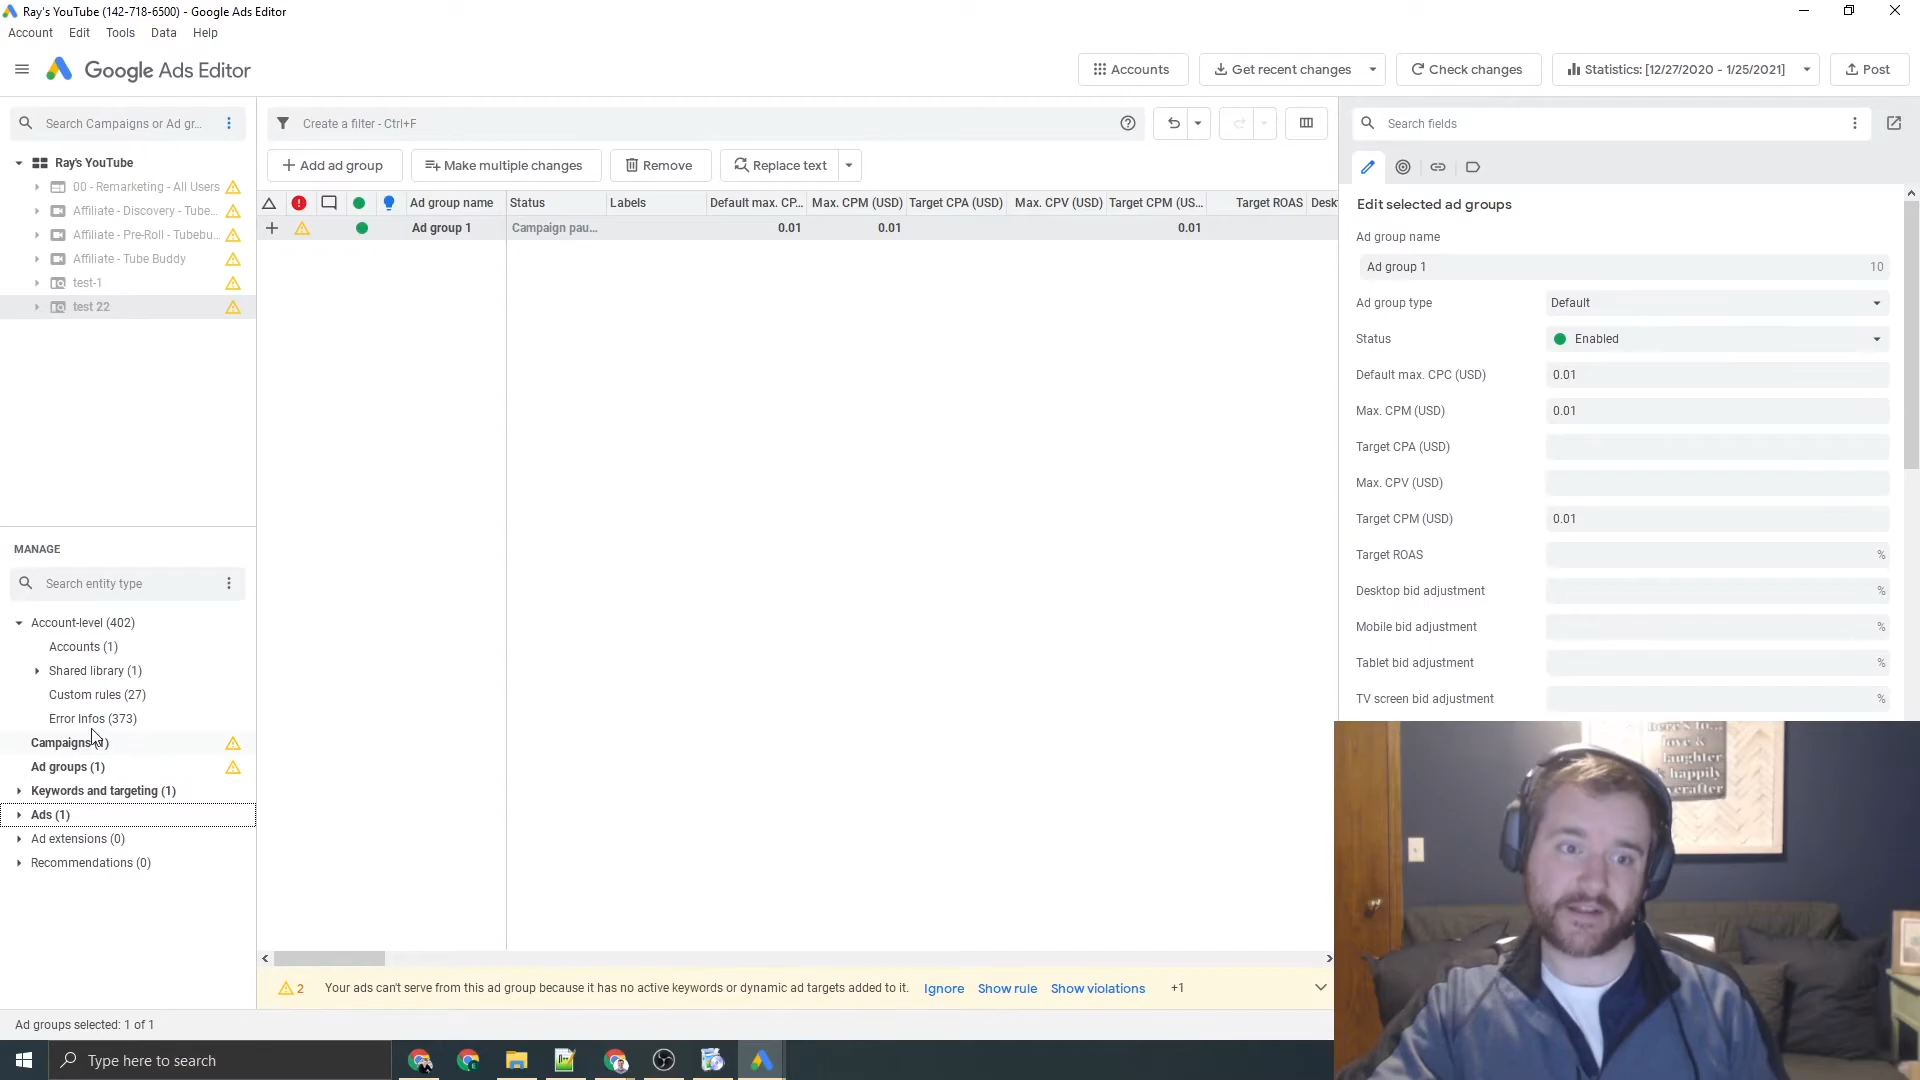 Ray's YouTube (142-718-6500) - Google Ads Editor
Account Edit Tools Data Help
Google Ads Editor
Accounts
Get recent changes
Check changes
Statistics: [12/27/2020 - 1/25/2021]
Post
Search Campaigns or Ad gr...
Ray's YouTube
00 - Remarketing - All Users
Affiliate - Discovery - Tube...
Affiliate - Pre-Roll - Tubebu...
Affiliate - Tube Buddy
test-1
test 22
MANAGE
Search entity type
Account-level (402)
Accounts (1)
Shared library (1)
Custom rules (27)
Error Infos (373)
Campaigns 1)
Ad groups (1)
Keywords and targeting (1)
Ads (1)
Ad extensions (0)
Recommendations (0)
Create a filter - Ctrl+F
Add ad group
Make multiple changes
Remove
Replace text
Ad group name Status Labels Default max. CP... Max. CPM (USD) Target CPA (USD) Max. CPV (USD) Target CPM (US... Target ROAS Deskt
Ad group 1 Campaign pau... 0.01 0.01 0.01
2 Your ads can't serve from this ad group because it has no active keywords or dynamic ad targets added to it. Ignore Show rule Show violations +1
Ad groups selected: 1 of 1
Search fields
Edit selected ad groups
Ad group name
Ad group 1 10
Ad group type Default
Status Enabled
Default max. CPC (USD) 0.01
Max. CPM (USD) 0.01
Target CPA (USD)
Max. CPV (USD)
Target CPM (USD) 0.01
Target ROAS %
Desktop bid adjustment %
Mobile bid adjustment %
Tablet bid adjustment %
TV screen bid adjustment %
here's to...
love &
laughter
happily
ever after
Type here to search